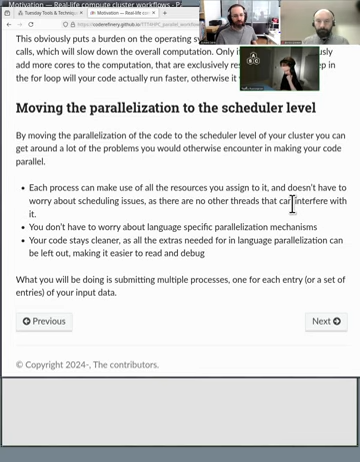 Motivation — Real-life compute cluster workflows - P
Tuesday Tools & Techniq
Motivation — Real-life co
https://coderefinery.github.io/TTT4HPC_parallel_workflow
This obviously puts a burden on the operating sy
calls, which will slow down the overall computation. Only i
add more cores to the computation, that are exclusively re
the for loop will your code actually run faster, otherwise it
Moving the parallelization to the scheduler level
By moving the parallelization of the code to the scheduler level of your cluster you can
get around a lot of the problems you would otherwise encounter in making your code
parallel.
Each process can make use of all the resources you assign to it, and doesn't have to
worry about scheduling issues, as there are no other threads that can interfere with
it.
You don't have to worry about language specific parallelization mechanisms
Your code stays cleaner, as all the extras needed for in language parallelization can
be left out, making it easier to read and debug
What you will be doing is submitting multiple processes, one for each entry (or a set of
entries) of your input data.
Previous
Next
© Copyright 2024-, The contributors.